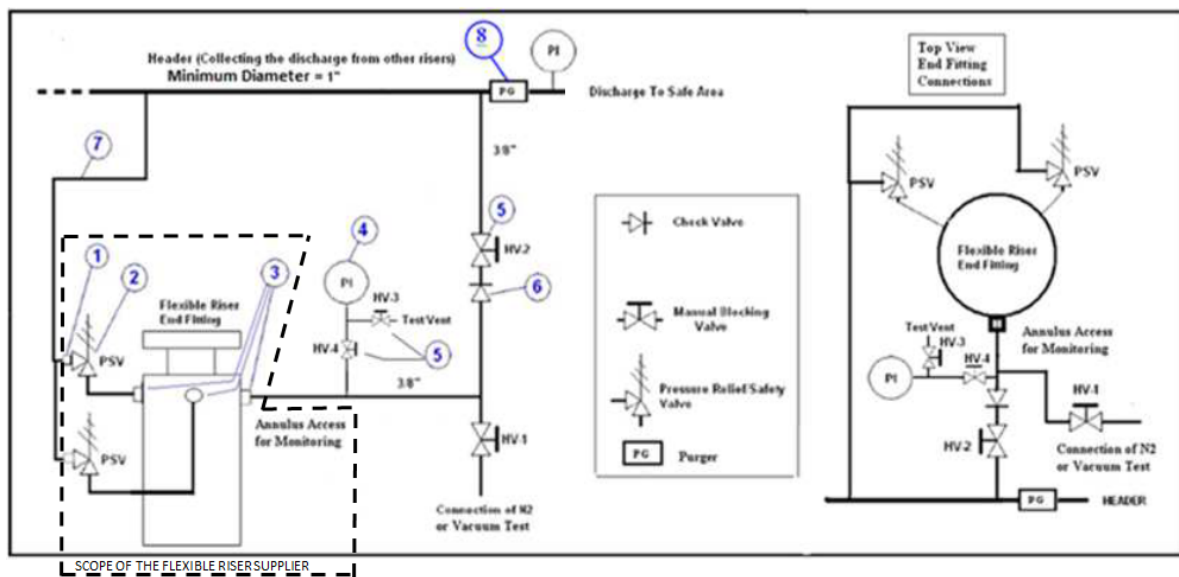 Header (Collecting the discharge from other risers)
Minimum Diameter = 1"
8
PI
PG
Discharge To Safe Area
7
3/8"
1
2
3
4
5
HV-2
6
PI
HV-3
Test Vent
HV-4
5
3/8"
Flexible Riser
End Fitting
PSV
PSV
Annulus Access
for Monitoring
HV-1
Connection of N2
or Vacuum Test
SCOPE OF THE FLEXIBLE RISER SUPPLIER
Check Valve
Manual Blocking
Valve
Pressure Relief/Safety
Valve
PG Purger
Top View
End Fitting
Connections
PSV
PSV
Flexible Riser
End Fitting
Annulus Access
for Monitoring
Test Vent
HV-3
HV-4
PI
HV-1
HV-2
Connection of N2
or Vacuum Test
PG
HEADER